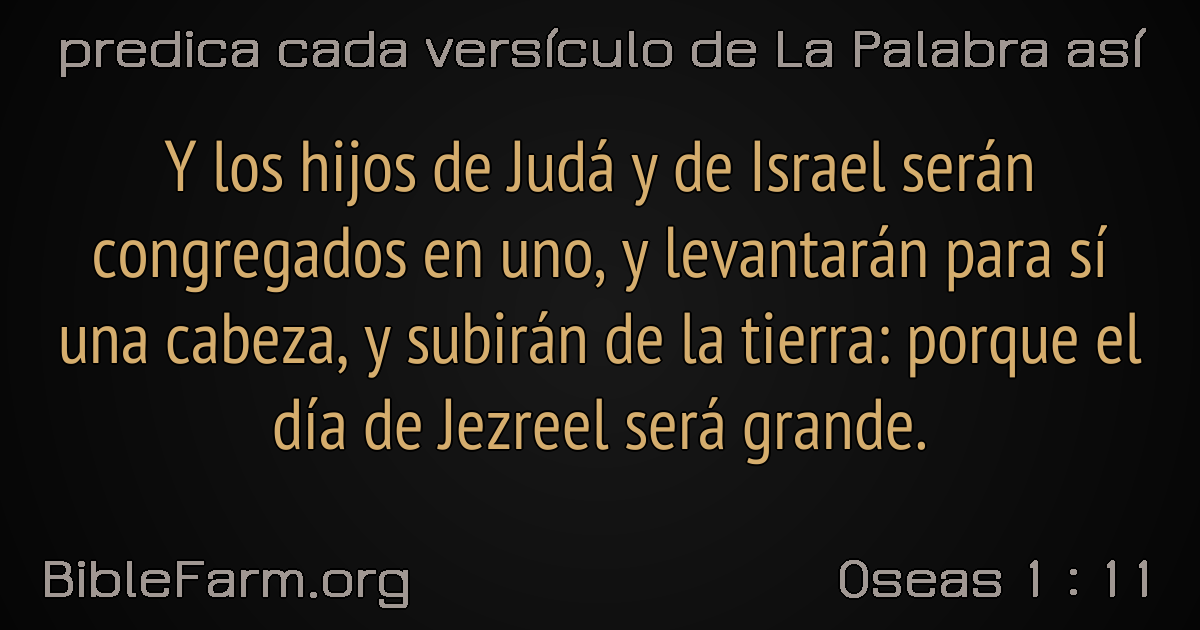 predica cada versículo de La Palabra así
Y los hijos de Judá y de Israel serán
congregados en uno, y levantarán para sí
una cabeza, y subirán de la tierra: porque el
día de Jezreel será grande.
BibleFarm.org
Oseas 1 : 11